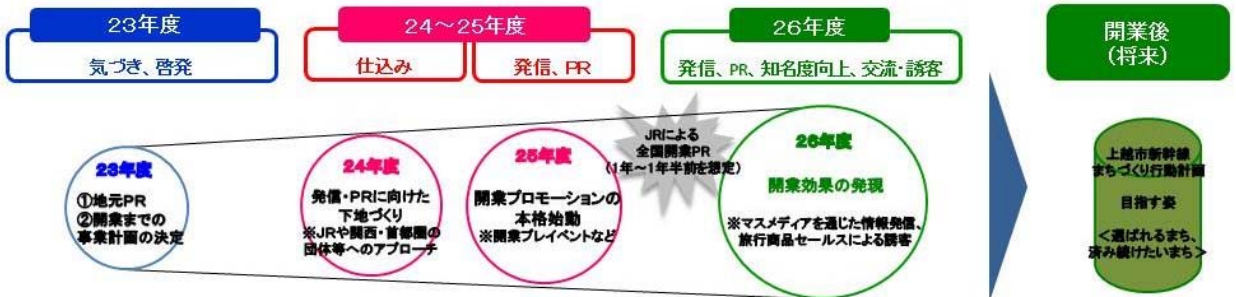 23年度
気づき、啓発
24～25年度
仕込み
発信、PR
26年度
発信、PR、知名度向上、交流・誘客
開業後
(将来)
23年度
①地元PR
②開業までの
事業計画の決定
24年度
発信・PRに向けた
下地づくり
※JRや関西・首都圏の
団体等へのアプローチ
25年度
開業プロモーションの
本格始動
※開業プレイベントなど
JRによる
全国開業PR
(1年～1年半前を想定)
26年度
開業効果の発現
※マスメディアを通じた情報発信、
旅行商品セールスによる誘客
上越市新幹線
まちづくり行動計画
目指す姿
＜選ばれるまち、
済み続けたいまち＞